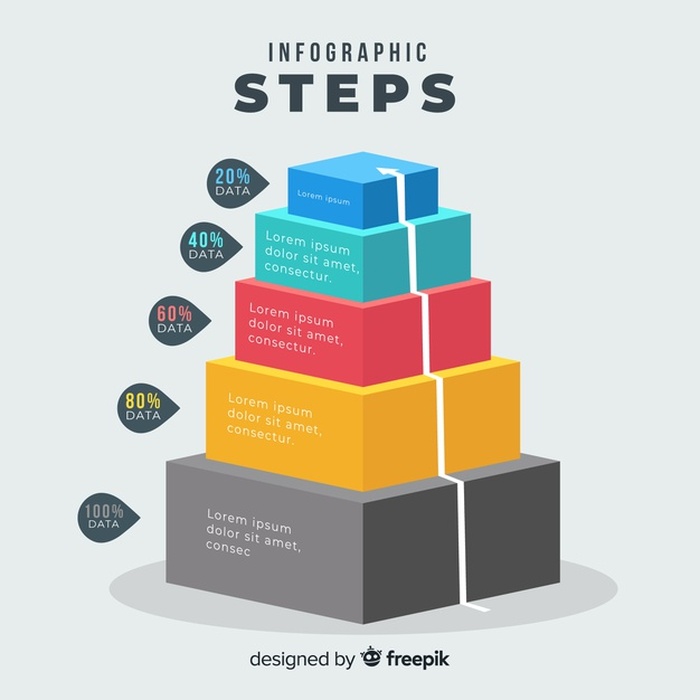 INFOGRAPHIC
STEPS
20%
DATA
Lorem ipsum
40%
DATA
Lorem ipsum
dolor sit amet,
consectur.
60%
DATA
Lorem ipsum
dolor sit amet,
consectur.
80%
DATA
Lorem ipsum
dolor sit amet,
consectur.
100%
DATA
Lorem ipsum
dolor sit amet,
consec
designed by freepik